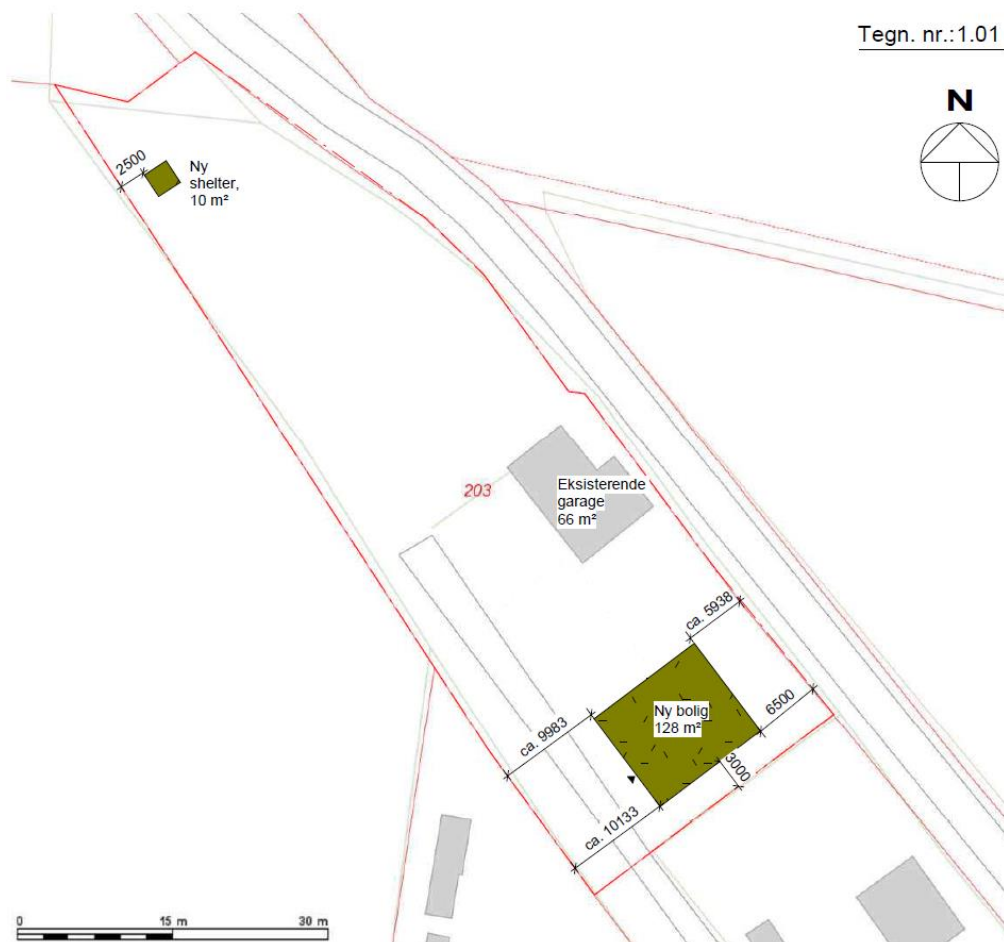 Tegn. nr.:1.01
N
2500
Ny
shelter,
10 m²
203
Eksisterende
garage
66 m²
ca. 5938
ca. 9983
Ny bolig
128 m²
6500
3000
ca. 10133
0 15 m 30 m